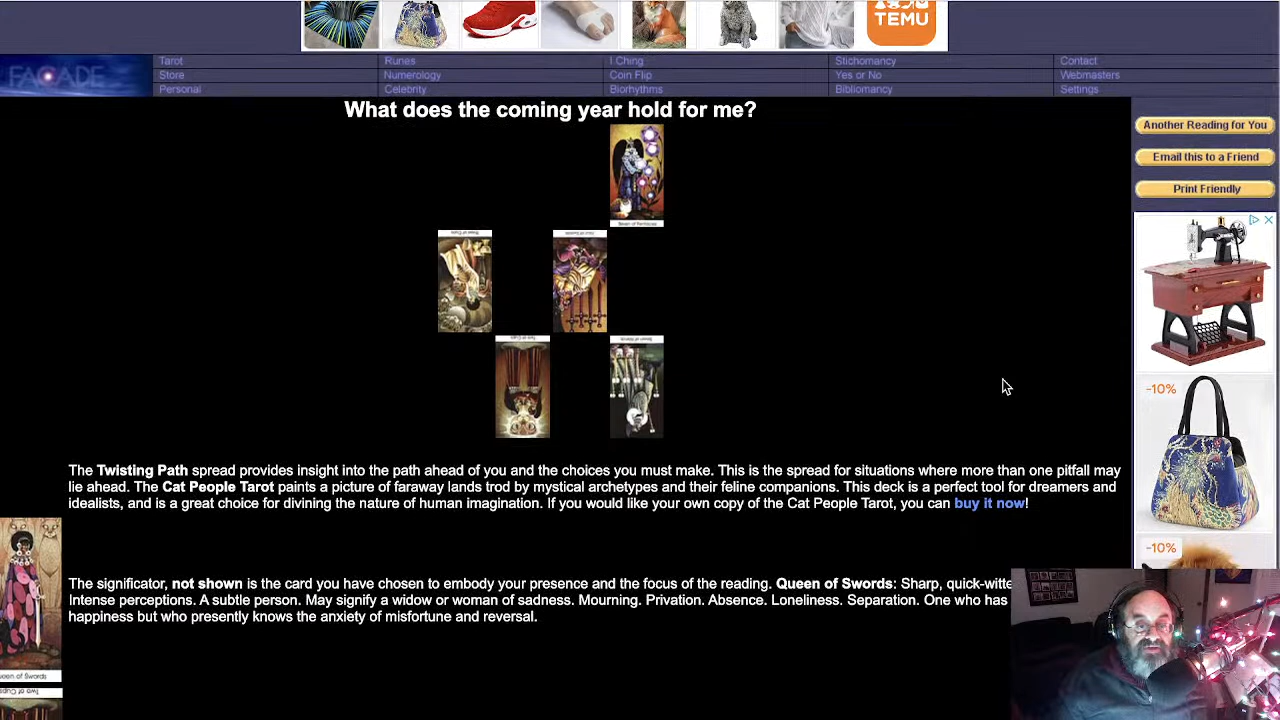 TEMU
FACADE
Tarot
Runes
I Ching
Stichomancy
Contact
Store
Numerology
Coin Flip
Yes or No
Webmasters
Personal
Celebrity
Biorhythms
Bibliomancy
Settings
What does the coming year hold for me?
Another Reading for You
Email this to a Friend
Print Friendly
Seven of Pentacles
-10%
The Twisting Path spread provides insight into the path ahead of you and the choices you must make. This is the spread for situations where more than one pitfall may
lie ahead. The Cat People Tarot paints a picture of faraway lands trod by mystical archetypes and their feline companions. This deck is a perfect tool for dreamers and
idealists, and is a great choice for divining the nature of human imagination. If you would like your own copy of the Cat People Tarot, you can buy it now!
-10%
The significator, not shown is the card you have chosen to embody your presence and the focus of the reading. Queen of Swords: Sharp, quick-witte
Intense perceptions. A subtle person. May signify a widow or woman of sadness. Mourning. Privation. Absence. Loneliness. Separation. One who has
happiness but who presently knows the anxiety of misfortune and reversal.
Queen of Swords
Two of Cups